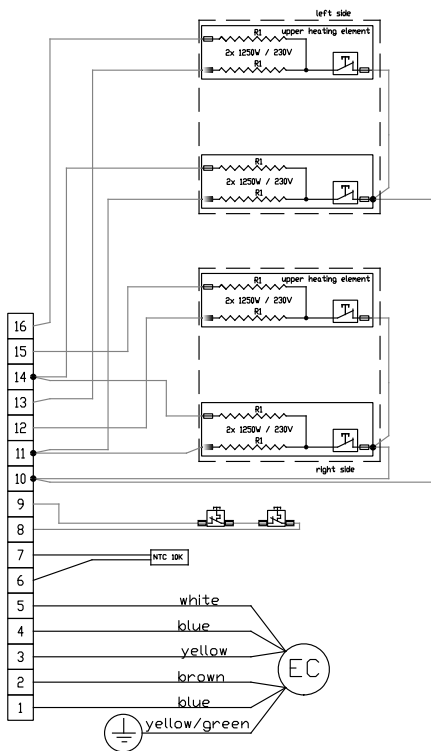 left side
R1
upper heating element
2x 1250W / 230V
R1
R1
2x 1250W / 230V
R1
R1
upper heating element
2x 1250W / 230V
R1
R1
2x 1250W / 230V
R1
right side
16
15
14
13
12
11
10
9
8
7
NTC 10K
6
5
white
4
blue
3
yellow
EC
2
brown
1
blue
yellow/green